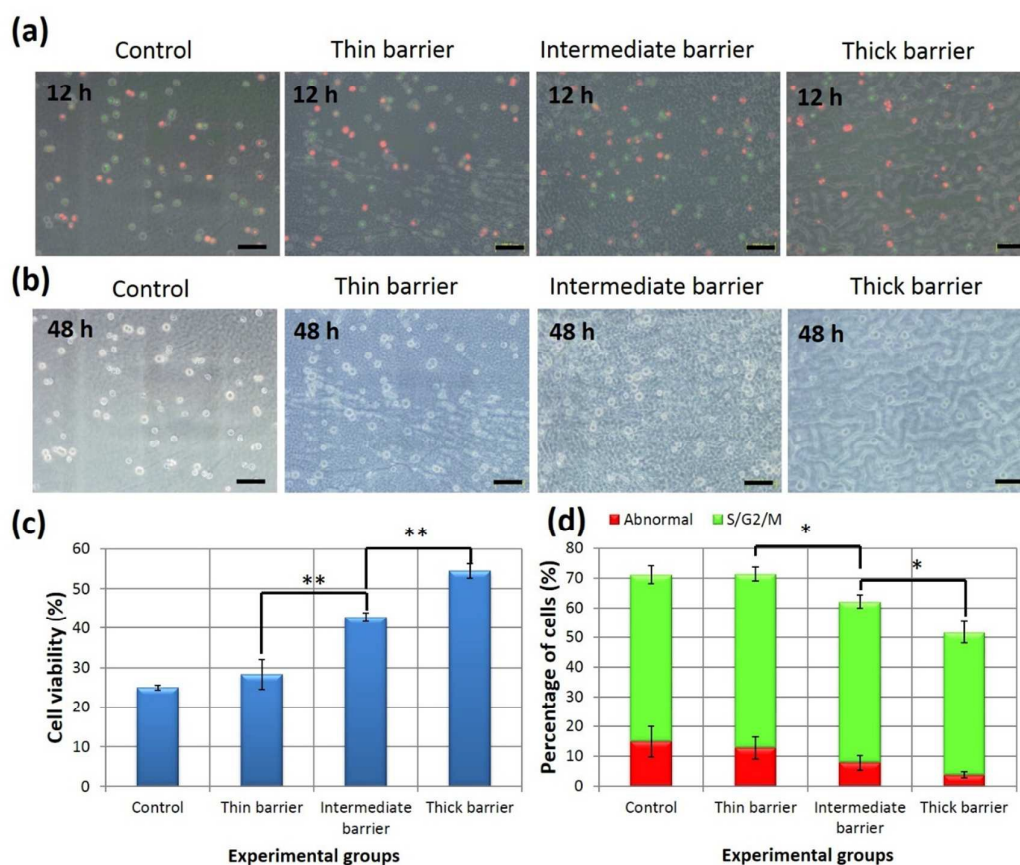 (a)
Control Thin barrier Intermediate barrier Thick barrier
12 h 12 h 12 h 12 h
(b)
Control Thin barrier Intermediate barrier Thick barrier
48 h 48 h 48 h 48 h
(c)
Cell viability (%)
60
50
40
30
20
10
0
**
**
Control Thin barrier Intermediate barrier Thick barrier
Experimental groups
(d)
Abnormal S/G2/M
Percentage of cells (%)
80
70
60
50
40
30
20
10
0
*
*
Control Thin barrier Intermediate barrier Thick barrier
Experimental groups